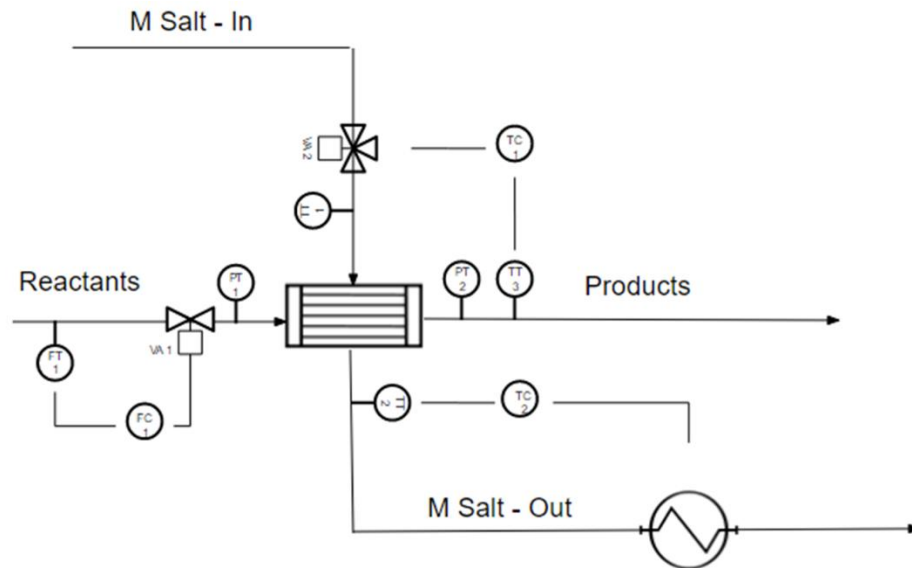 M Salt - In
VA 2
TC
1
TT
1
Reactants
PT
1
PT
2
TT
3
Products
FT
1
VA 1
FC
1
TT
2
TC
2
M Salt - Out